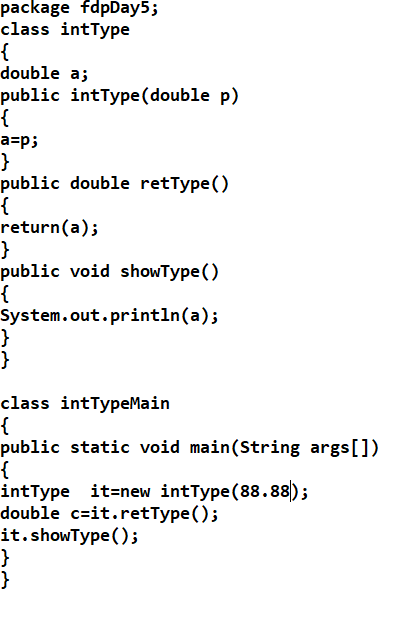 package fdpDay5;
class intType
{
double a;
public intType(double p)
{
a=p;
}
public double retType()
{
return(a);
}
public void showType()
{
System.out.println(a);
}
}
class intTypeMain
{
public static void main(String args[])
{
intType  it=new intType(88.88);
double c=it.retType();
it.showType();
}
}